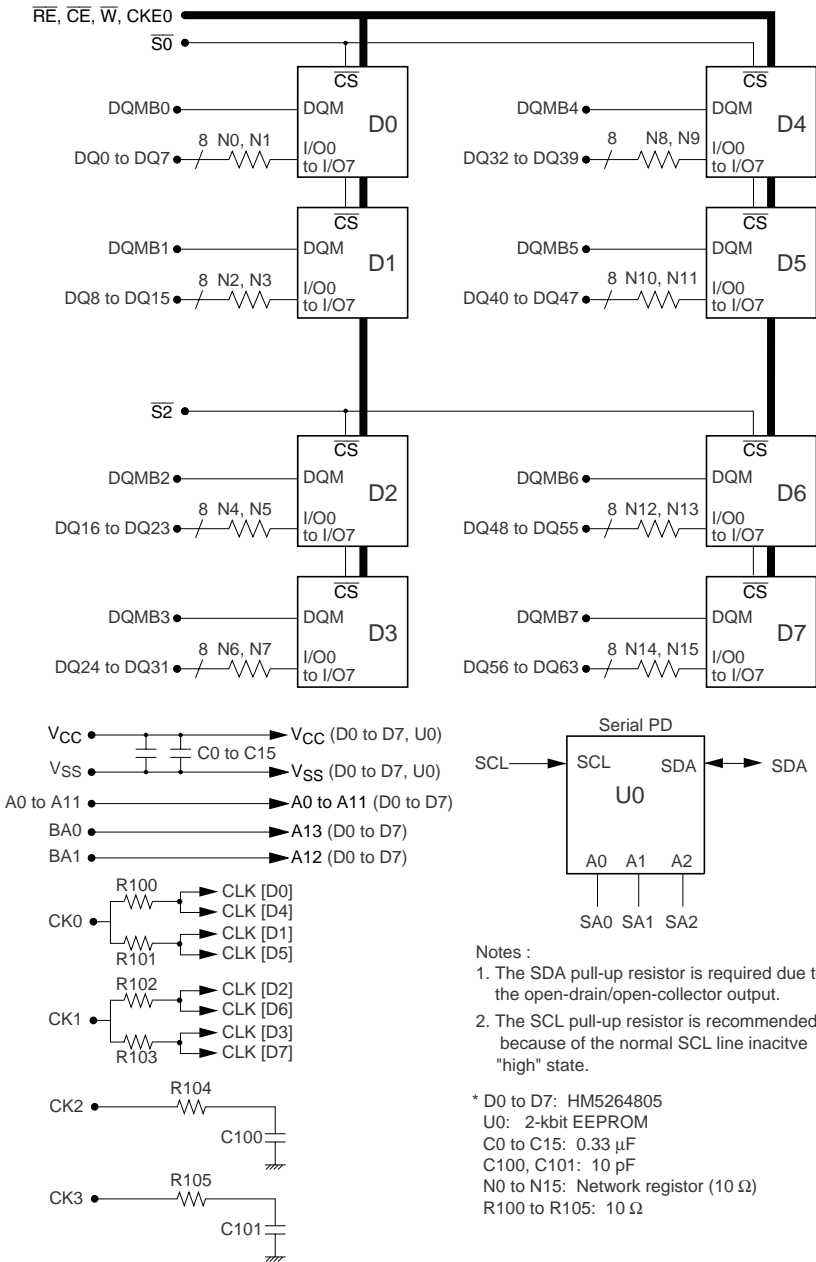 R̅E̅, C̅E̅, W̅, CKE0
S̅0̅
C̅S̅
DQMB0 DQM D0
DQ0 to DQ7 8 N0, N1 I/O0
to I/O7
C̅S̅
DQMB4 DQM D4
DQ32 to DQ39 8 N8, N9 I/O0
to I/O7
C̅S̅
DQMB1 DQM D1
DQ8 to DQ15 8 N2, N3 I/O0
to I/O7
C̅S̅
DQMB5 DQM D5
DQ40 to DQ47 8 N10, N11 I/O0
to I/O7
S̅2̅
C̅S̅
DQMB2 DQM D2
DQ16 to DQ23 8 N4, N5 I/O0
to I/O7
C̅S̅
DQMB6 DQM D6
DQ48 to DQ55 8 N12, N13 I/O0
to I/O7
C̅S̅
DQMB3 DQM D3
DQ24 to DQ31 8 N6, N7 I/O0
to I/O7
C̅S̅
DQMB7 DQM D7
DQ56 to DQ63 8 N14, N15 I/O0
to I/O7
VCC VCC (D0 to D7, U0)
C0 to C15
VSS VSS (D0 to D7, U0)
A0 to A11 A0 to A11 (D0 to D7)
BA0 A13 (D0 to D7)
BA1 A12 (D0 to D7)
R100 CLK [D0]
CLK [D4]
CK0
CLK [D1]
R101 CLK [D5]
R102 CLK [D2]
CLK [D6]
CK1
CLK [D3]
R103 CLK [D7]
R104
CK2
C100
R105
CK3
C101
Serial PD
SCL SCL SDA SDA
U0
A0 A1 A2
SA0 SA1 SA2
Notes :
1. The SDA pull-up resistor is required due t
the open-drain/open-collector output.
2. The SCL pull-up resistor is recommended
because of the normal SCL line inacitve
"high" state.
* D0 to D7: HM5264805
U0: 2-kbit EEPROM
C0 to C15: 0.33 μF
C100, C101: 10 pF
N0 to N15: Network registor (10 Ω)
R100 to R105: 10 Ω